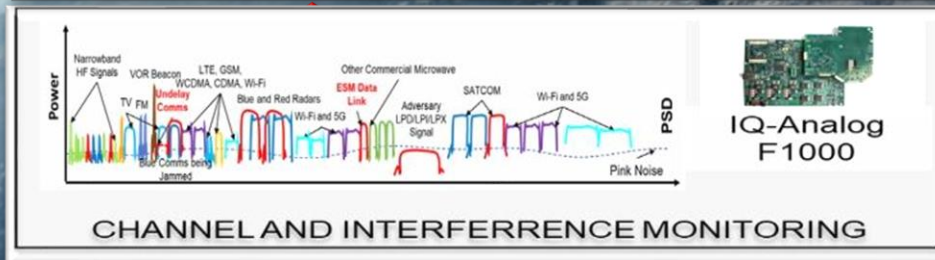 Narrowband
HF Signals
VOR Beacon
LTE, GSM,
WCDMA, CDMA, Wi-Fi
Other Commercial Microwave
TV FM
Undelay
Comms
Blue and Red Radars
ESM Data
Link
SATCOM
Wi-Fi and 5G
Wi-Fi and 5G
Adversary
LPD/LPI/LPX
Signal
Blue Comms being
Jammed
Pink Noise
Power
PSD
IQ-Analog
F1000
CHANNEL AND INTERFERRENCE MONITORING